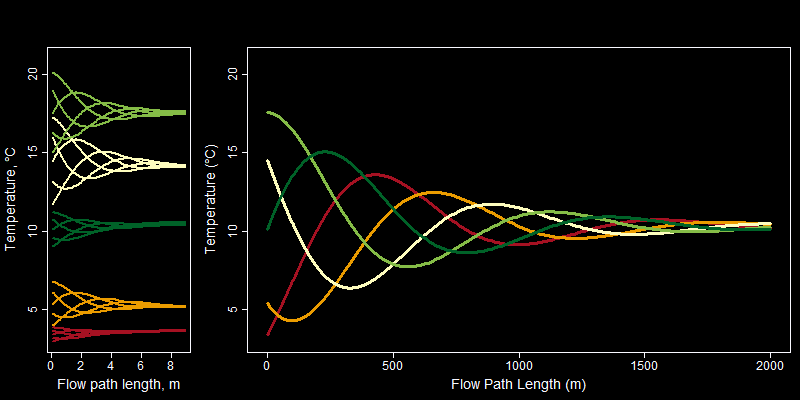 Temperature, °C
20
15
10
5
0 2 4 6 8
Flow path length, m
Temperature (°C)
20
15
10
5
0 500 1000 1500 2000
Flow Path Length (m)